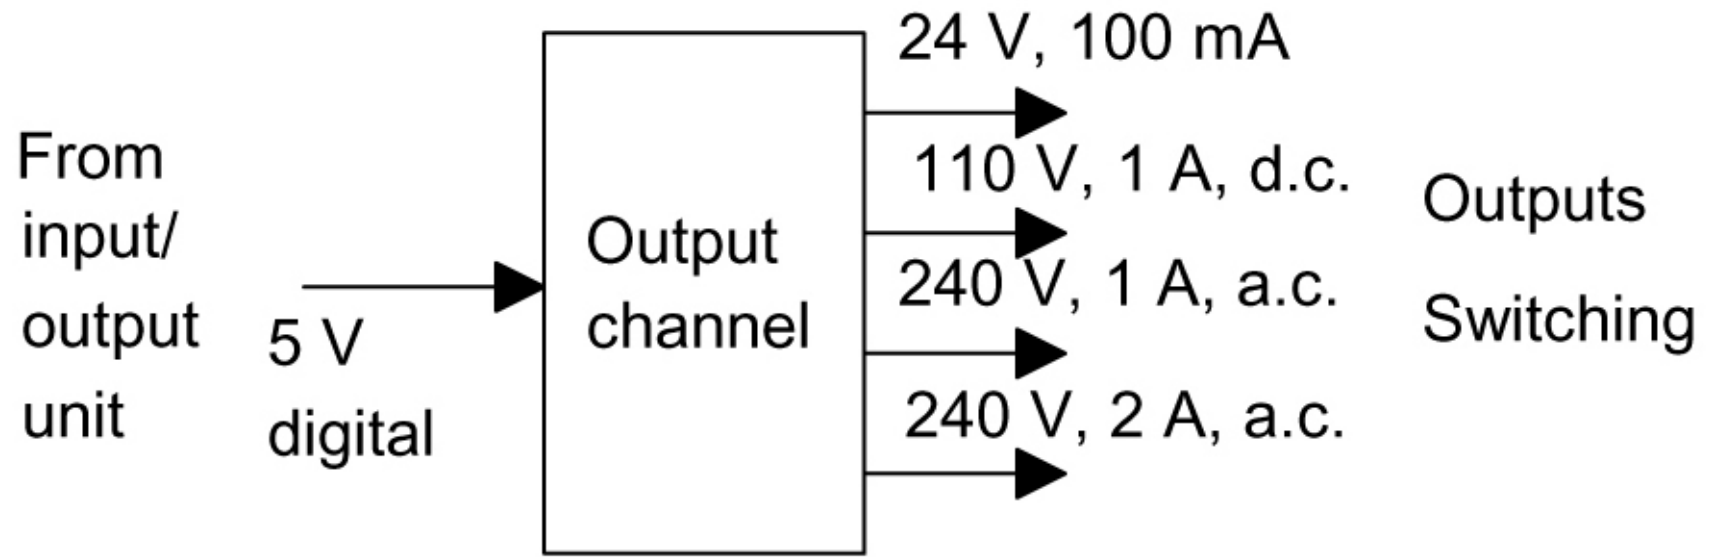 From
input/
output
unit
5 V
digital
Output
channel
24 V, 100 mA
110 V, 1 A, d.c.
240 V, 1 A, a.c.
240 V, 2 A, a.c.
Outputs
Switching